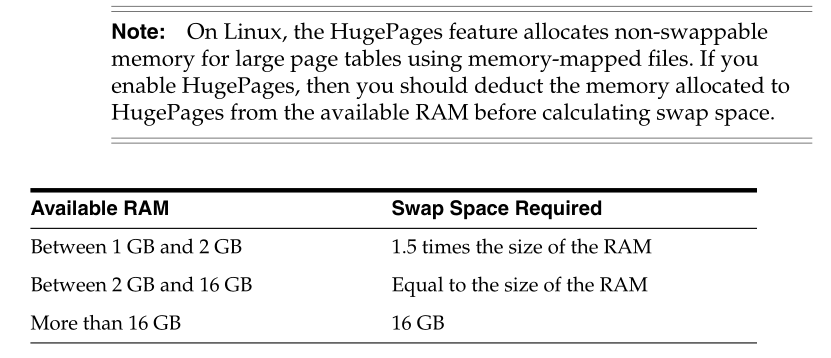 Note: On Linux, the HugePages feature allocates non-swappable
memory for large page tables using memory-mapped files. If you
enable HugePages, then you should deduct the memory allocated to
HugePages from the available RAM before calculating swap space.
Available RAM Swap Space Required
Between 1 GB and 2 GB 1.5 times the size of the RAM
Between 2 GB and 16 GB Equal to the size of the RAM
More than 16 GB 16 GB